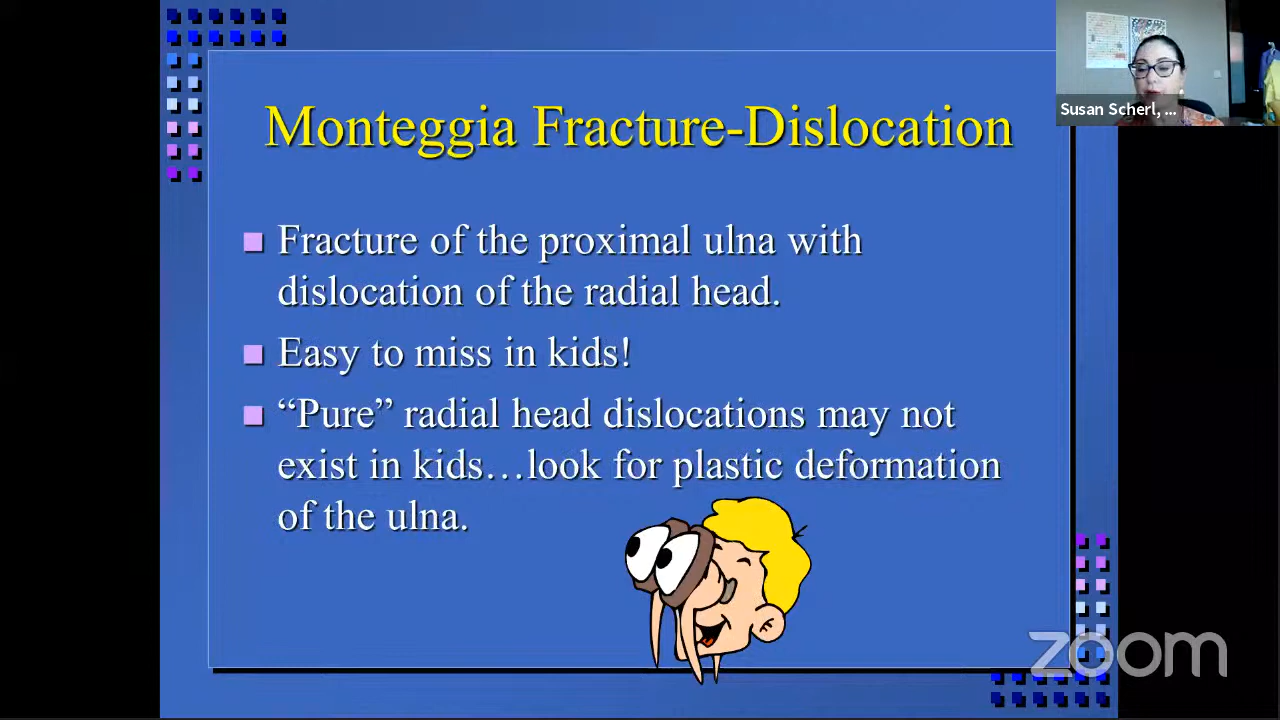 Susan Scherl, ...
Monteggia Fracture-Dislocation
Fracture of the proximal ulna with
dislocation of the radial head.
Easy to miss in kids!
“Pure” radial head dislocations may not
exist in kids…look for plastic deformation
of the ulna.
zoom